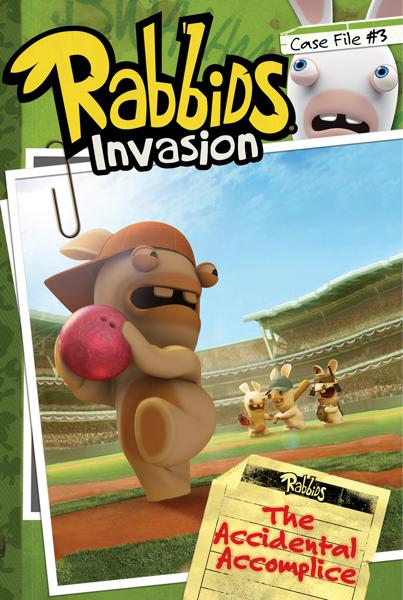 Case File #3
Rabbids
Invasion
Rabbids
The
Accidental
Accomplice